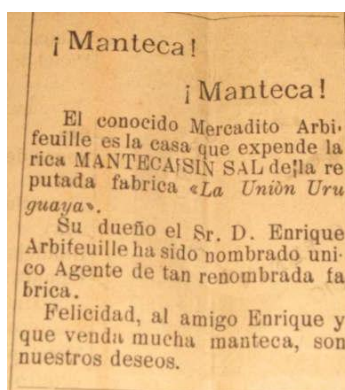 ¡Manteca!
¡Manteca!
El conocido Mercadito Arbi-
feuille es la casa que expende la
rica MANTECA SIN SAL de la re
putada fabrica «La Uniòn Uru
guaya».
Su dueño el Sr. D. Enrique
Arbifeuille ha sido nombrado uni-
co Agente de tan renombrada fa
brica.
Felicidad, al amigo Enrique y
que venda mucha manteca, son
nuestros deseos.